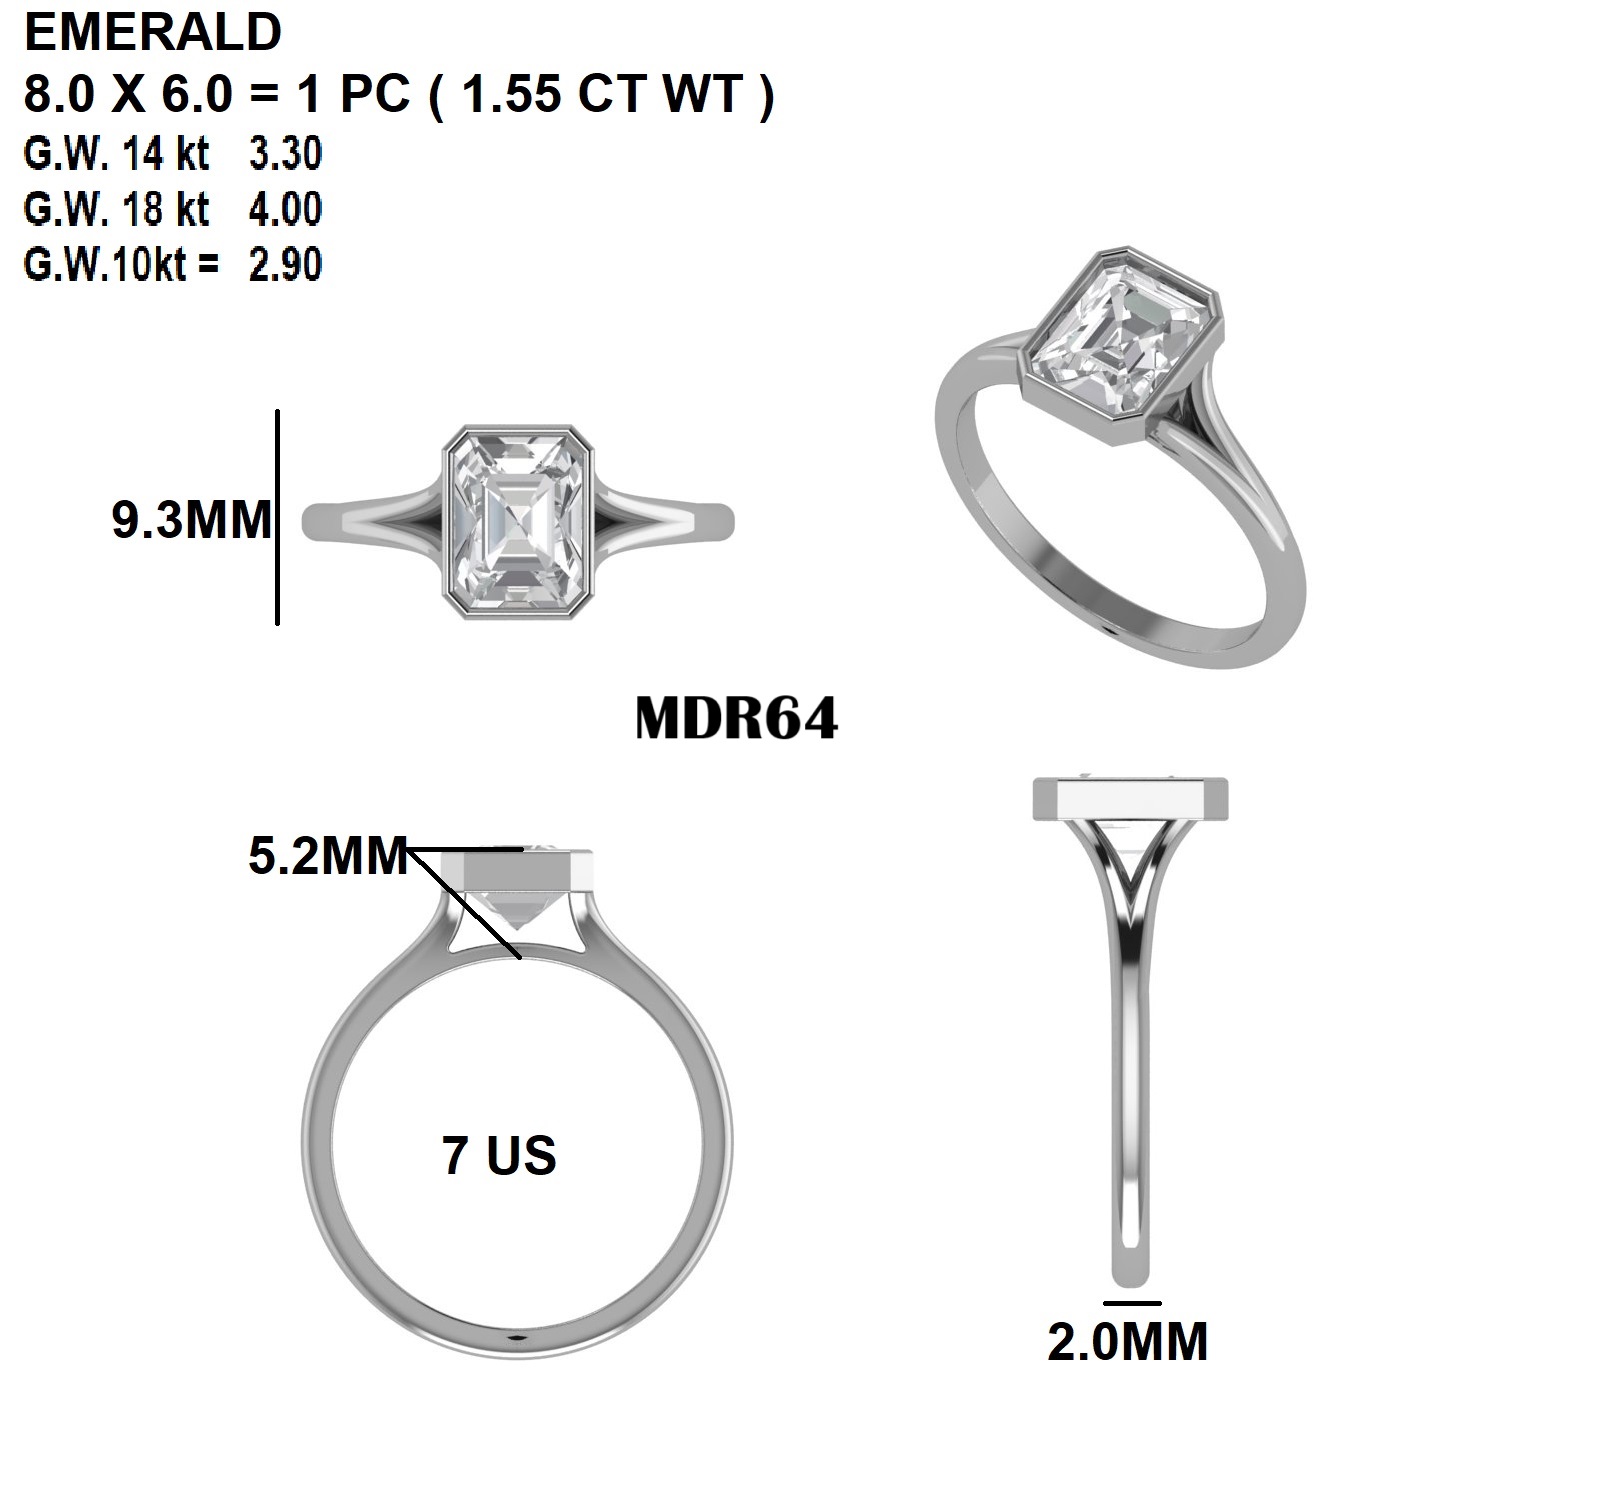 EMERALD
8.0 X 6.0 = 1 PC ( 1.55 CT WT )
G.W. 14 kt 3.30
G.W. 18 kt 4.00
G.W.10kt = 2.90
9.3MM
MDR64
5.2MM
7 US
2.0MM